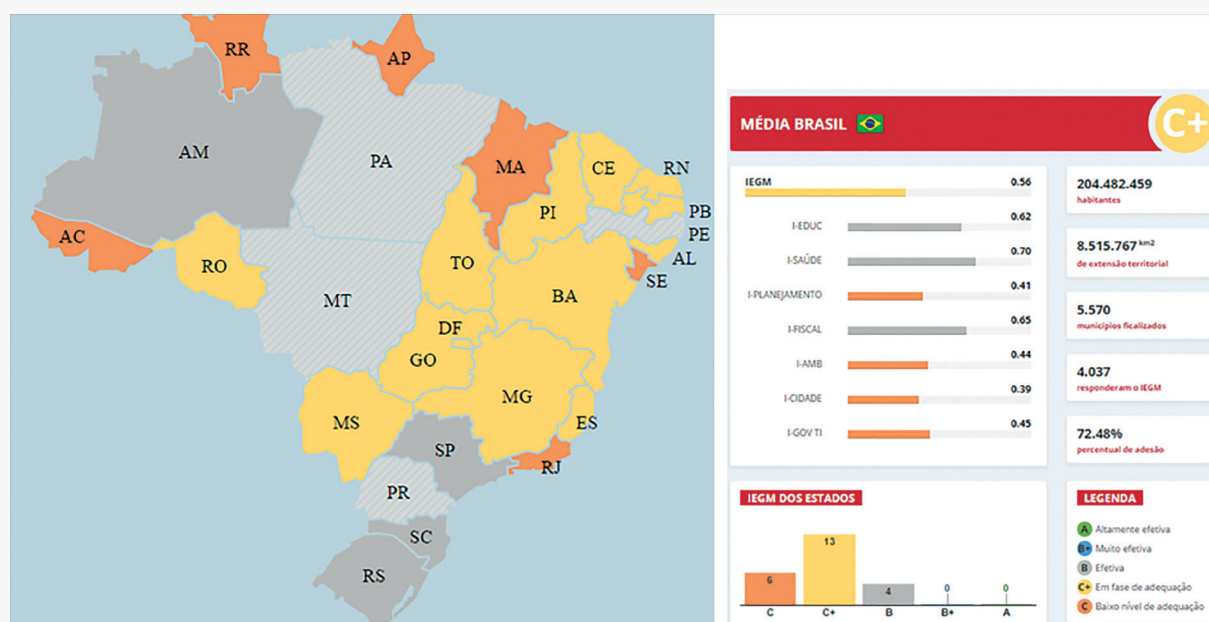 RR
AP
AM
PA
MA
CE
RN
PI
PB
PE
AC
AL
RO
TO
SE
MT
BA
DF
GO
MG
MS
ES
SP
RJ
PR
SC
RS
MÉDIA BRASIL
C+
IEGM 0.56
I-EDUC 0.62
I-SAÚDE 0.70
I-PLANEJAMENTO 0.41
I-FISCAL 0.65
I-AMB 0.44
I-CIDADE 0.39
I-GOV TI 0.45
204.482.459
habitantes
8.515.767 km2
de extensão territorial
5.570
municípios ficalizados
4.037
responderam o IEGM
72.48%
percentual de adesão
IEGM DOS ESTADOS
6 13 4 0 0
C C+ B B+ A
LEGENDA
A Altamente efetiva
B+ Muito efetiva
B Efetiva
C+ Em fase de adequação
C Baixo nível de adequação